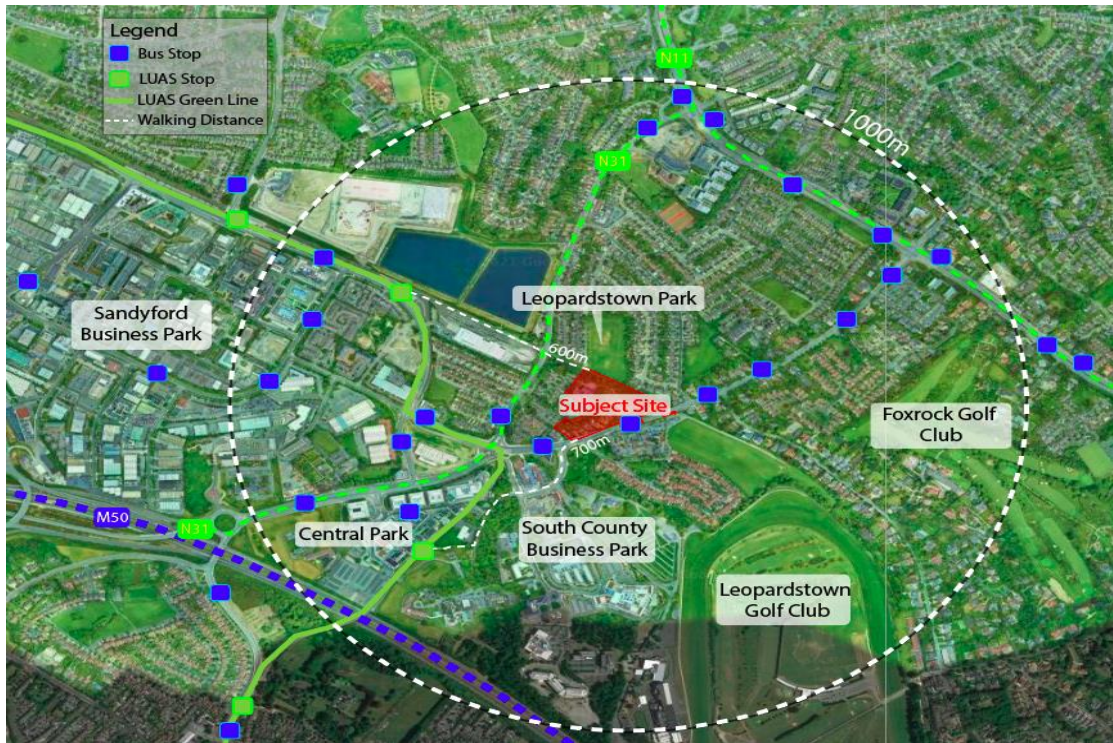 Legend
Bus Stop
LUAS Stop
LUAS Green Line
Walking Distance
N11
1000m
N31
Leopardstown Park
Sandyford
Business Park
600m
Subject Site
Foxrock Golf
Club
700m
M50
N31
Central Park
South County
Business Park
Leopardstown
Golf Club